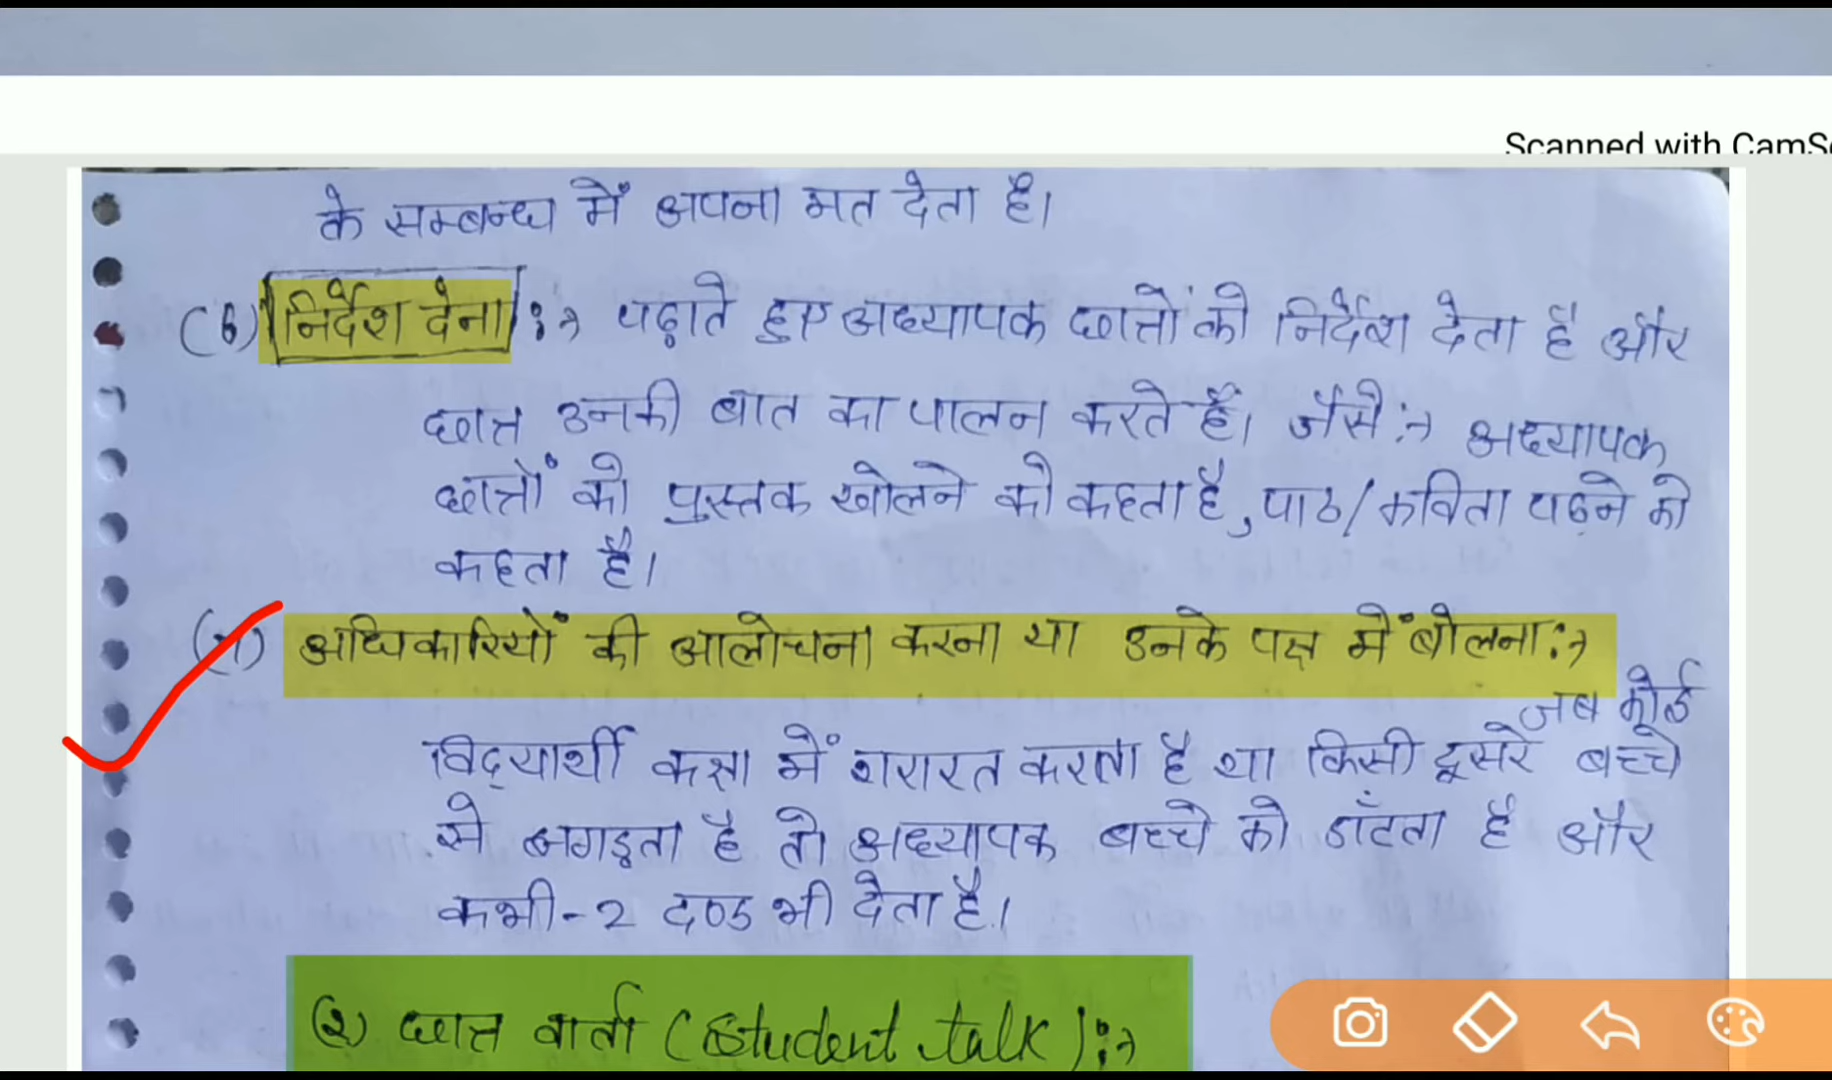 Scanned with CamS
के सम्बन्ध में अपना मत देता है।
(6) निर्देश देना :→ पढ़ाते हुए अध्यापक छात्रों को निर्देश देता है और
छात्र उनकी बात का पालन करते हैं। जैसे :→ अध्यापक
छात्रों को पुस्तक खोलने को कहता है, पाठ/कविता पढ़ने को
कहता है।
(7) अधिकारियों की आलोचना करना या उनके पक्ष में बोलना :→
जब कोई
विद्यार्थी कक्षा में शरारत करता है या किसी दूसरे बच्चे
से झगड़ता है तो अध्यापक बच्चे को डाँटता है और
कभी-2 दण्ड भी देता है।
(2) छात्र वार्ता (Student talk) :→